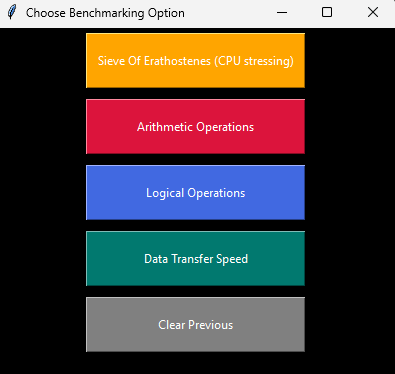 Choose Benchmarking Option
Sieve Of Erathostenes (CPU stressing)
Arithmetic Operations
Logical Operations
Data Transfer Speed
Clear Previous